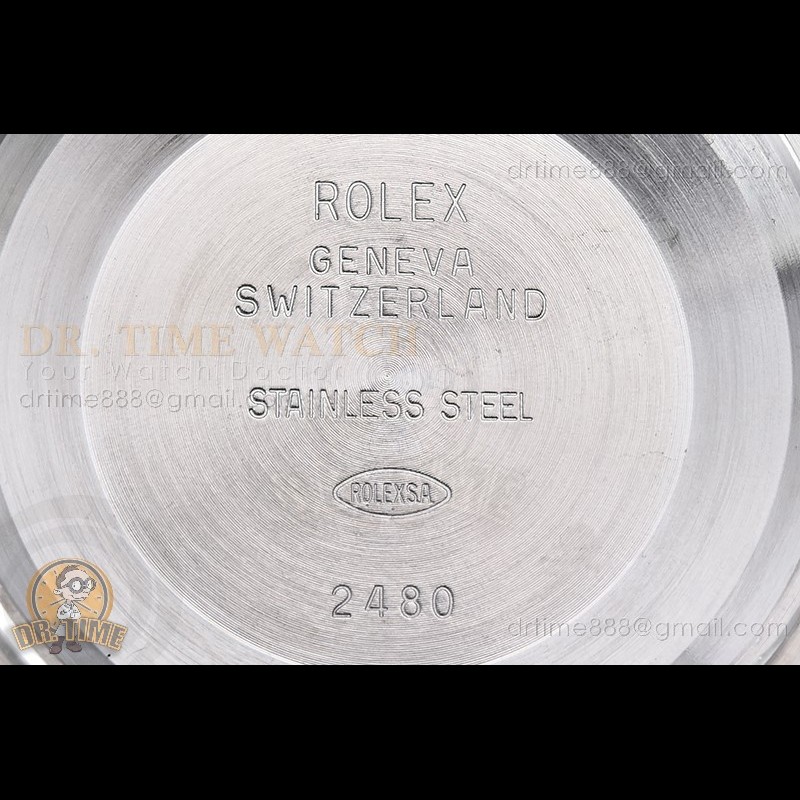 drtime888@gmail.com
ROLEX
GENEVA
SWITZERLAND
DR. TIME WATCH
Your Watch Doctor
drtime888@gmail.com
STAINLESS STEEL
ROLEXS.A.
2480
DR. TIME
drtime888@gmail.com